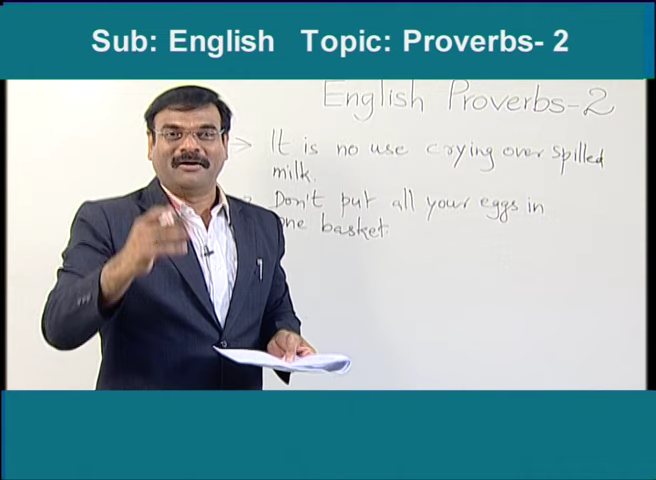 Sub: English Topic: Proverbs- 2
English Proverbs-2
It is no use crying over spilled
milk.
Don't put all your eggs in
one basket.